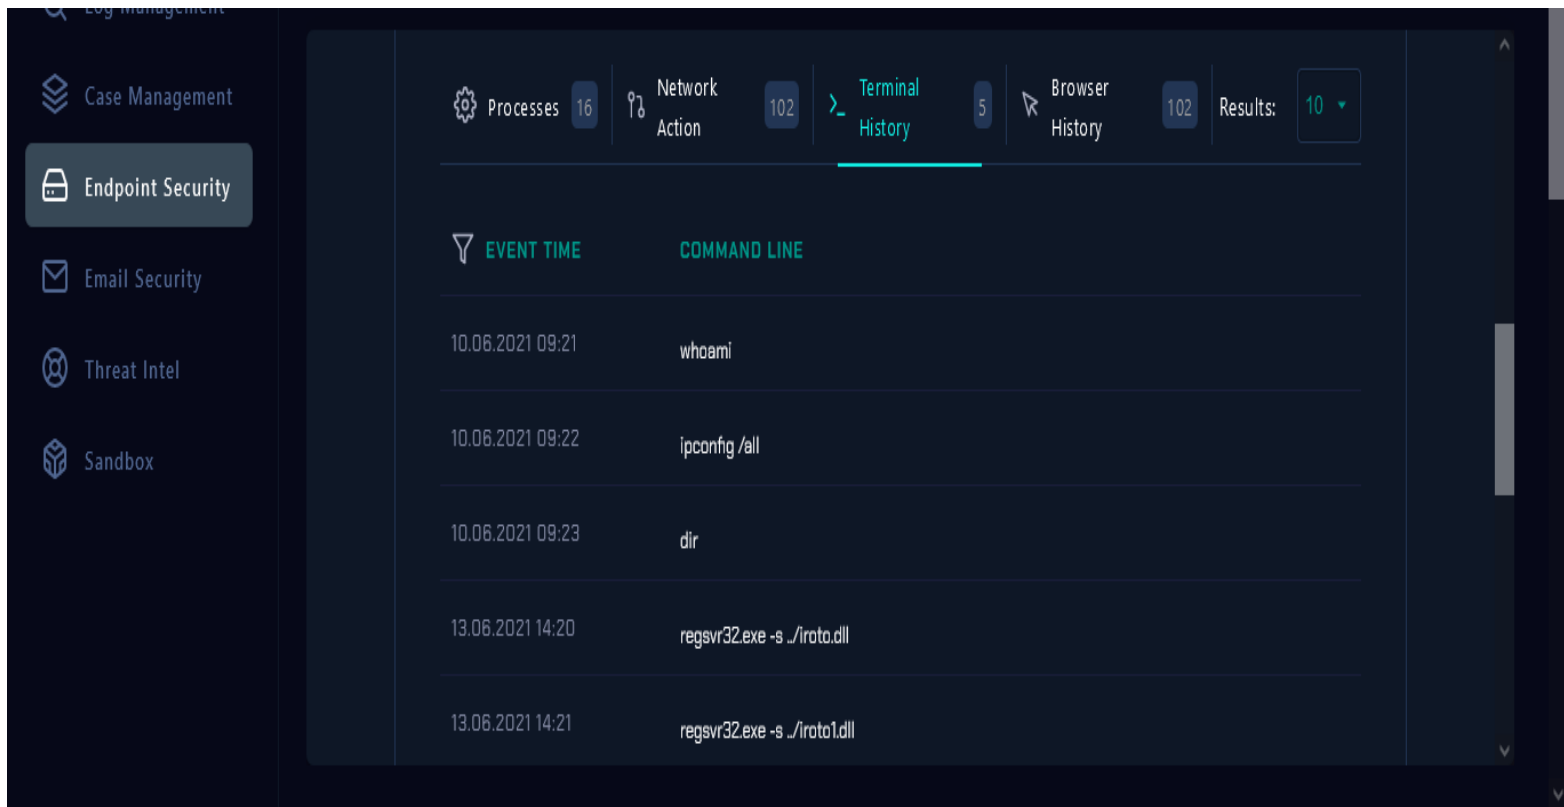 Log Management
Case Management
Endpoint Security
Email Security
Threat Intel
Sandbox
Processes 16
Network Action 102
Terminal History 5
Browser History 102
Results: 10
EVENT TIME COMMAND LINE
10.06.2021 09:21 whoami
10.06.2021 09:22 ipconfig /all
10.06.2021 09:23 dir
13.06.2021 14:20 regsvr32.exe -s ../iroto.dll
13.06.2021 14:21 regsvr32.exe -s ../iroto1.dll